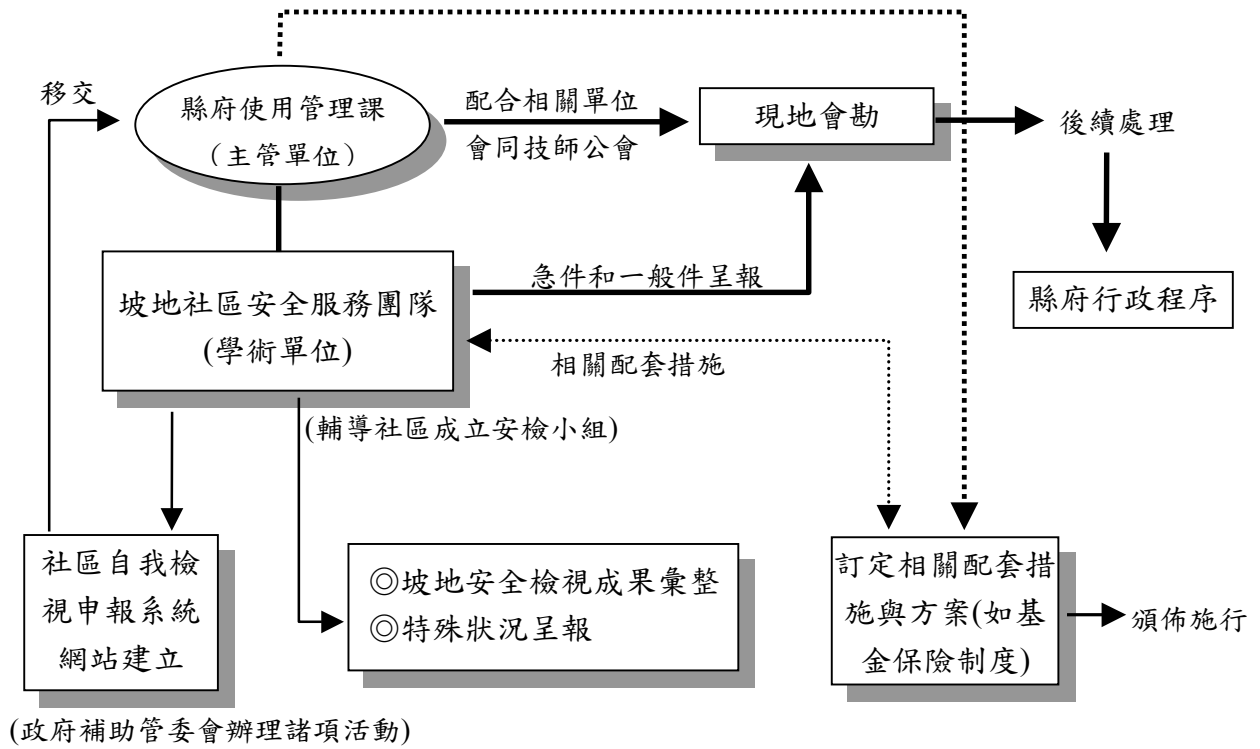 移交
縣府使用管理課
（主管單位）
配合相關單位
會同技師公會
現地會勘
後續處理
坡地社區安全服務團隊
(學術單位)
急件和一般件呈報
縣府行政程序
相關配套措施
(輔導社區成立安檢小組)
社區自我檢
視申報系統
網站建立
◎坡地安全檢視成果彙整
◎特殊狀況呈報
訂定相關配套措
施與方案(如基
金保險制度)
頒佈施行
(政府補助管委會辦理諸項活動)